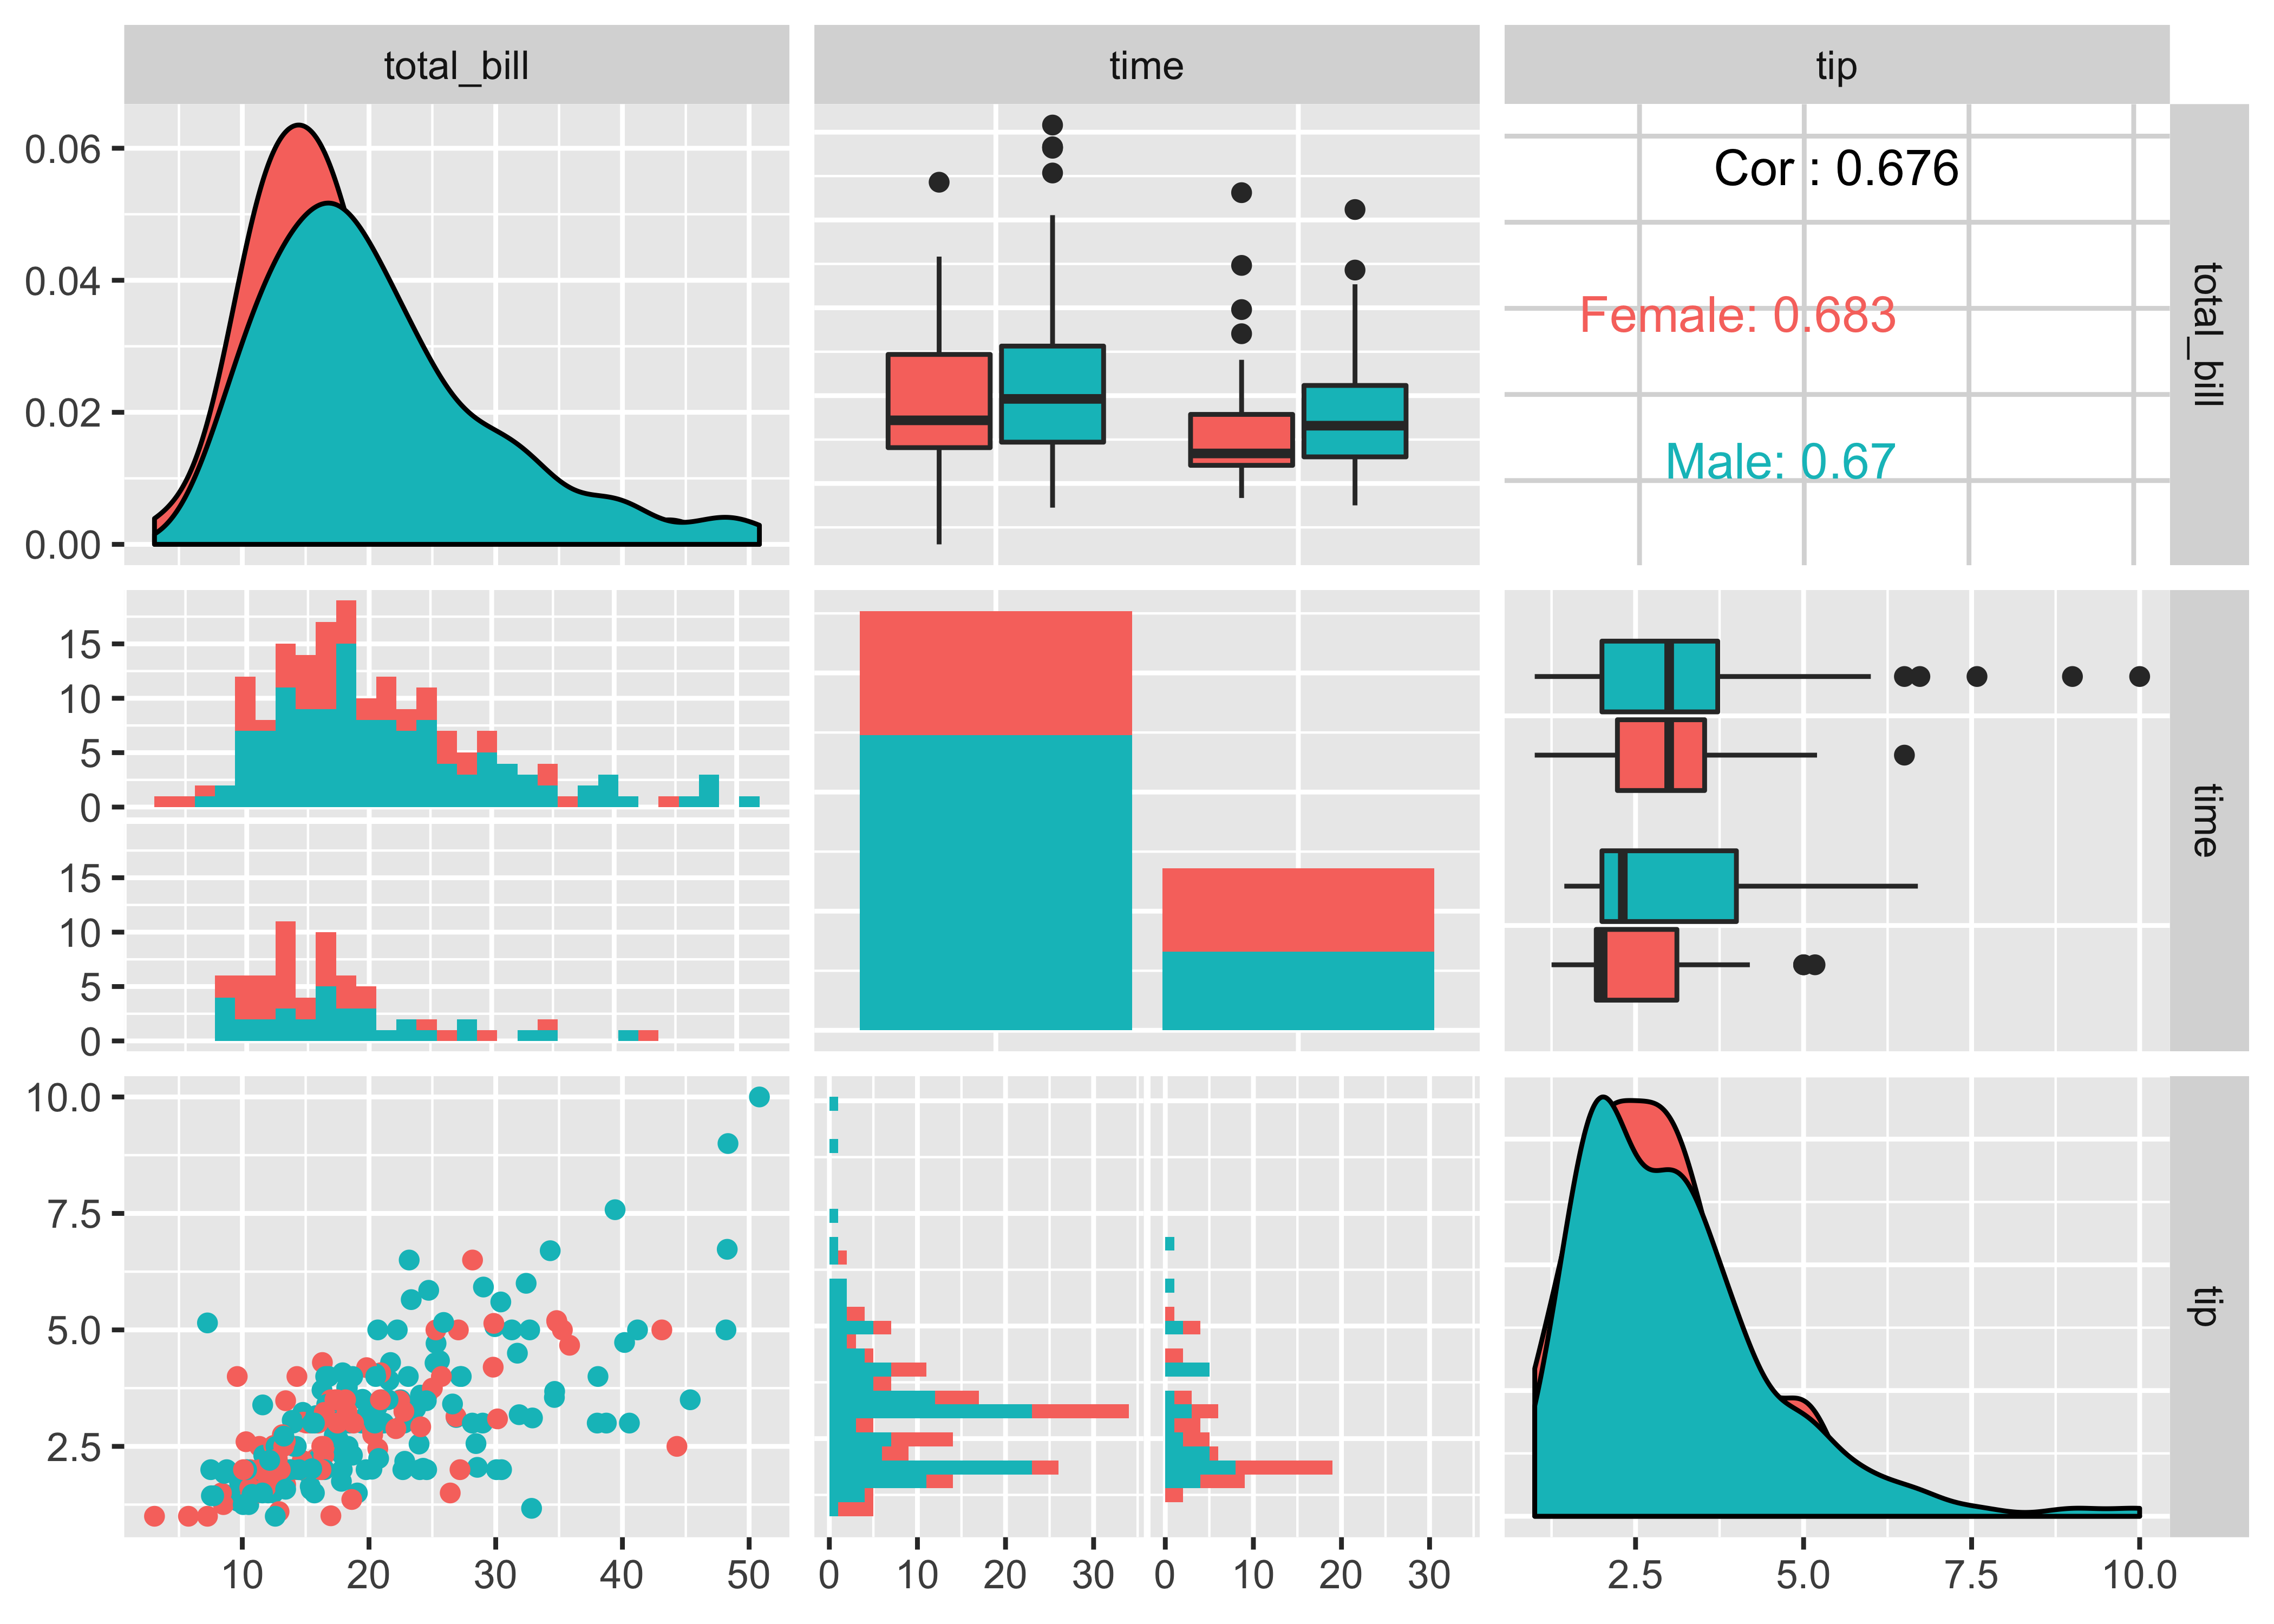 total_bill
time
tip
0.06
0.04
0.02
0.00
Cor : 0.676
Female: 0.683
Male: 0.67
total_bill
15
10
5
0
15
10
5
0
time
10.0
7.5
5.0
2.5
tip
10 20 30 40 50
0 10 20 30
0 10 20 30
2.5 5.0 7.5 10.0